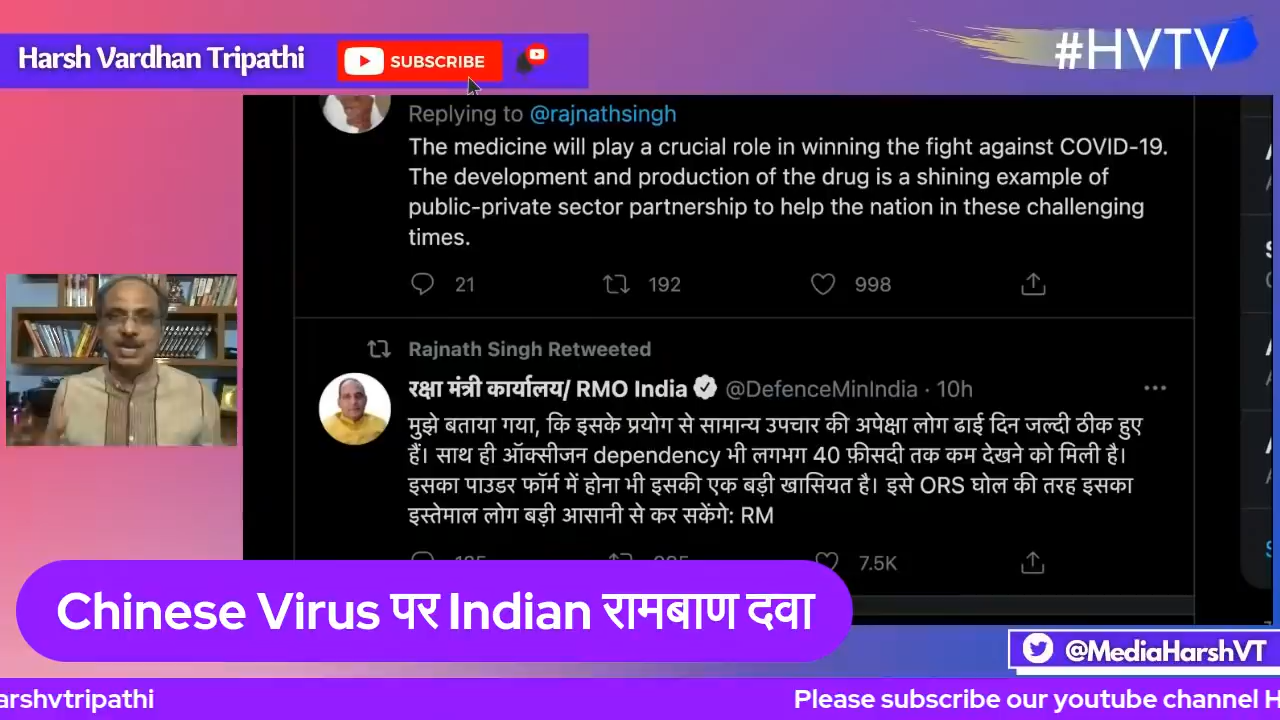 Harsh Vardhan Tripathi
SUBSCRIBE
#HVTV
Replying to @rajnathsingh
The medicine will play a crucial role in winning the fight against COVID-19.
The development and production of the drug is a shining example of
public-private sector partnership to help the nation in these challenging
times.
21 192 998
Rajnath Singh Retweeted
रक्षा मंत्री कार्यालय/ RMO India @DefenceMinIndia · 10h
मुझे बताया गया, कि इसके प्रयोग से सामान्य उपचार की अपेक्षा लोग ढाई दिन जल्दी ठीक हुए
हैं। साथ ही ऑक्सीजन dependency भी लगभग 40 फ़ीसदी तक कम देखने को मिली है।
इसका पाउडर फॉर्म में होना भी इसकी एक बड़ी खासियत है। इसे ORS घोल की तरह इसका
इस्तेमाल लोग बड़ी आसानी से कर सकेंगे: RM
7.5K
Chinese Virus पर Indian रामबाण दवा
@MediaHarshVT
arshvtripathi
Please subscribe our youtube channel H